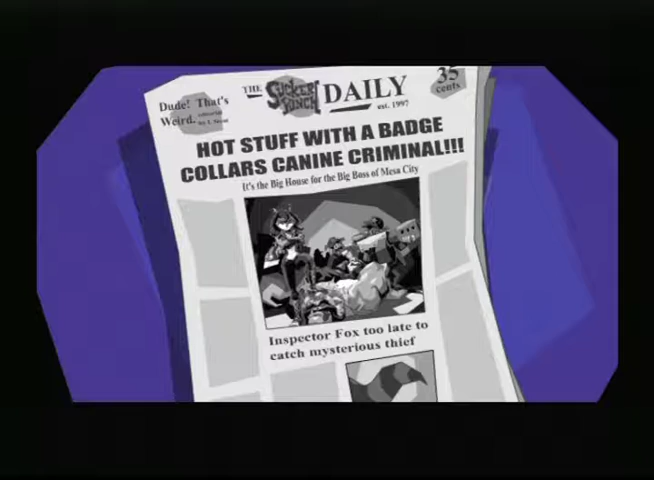 THE SUCKER PUNCH DAILY
est. 1997
35 cents
Dude! That's
Weird.
HOT STUFF WITH A BADGE
COLLARS CANINE CRIMINAL!!!
It's the Big House for the Big Boss of Mesa City
Inspector Fox too late to
catch mysterious thief